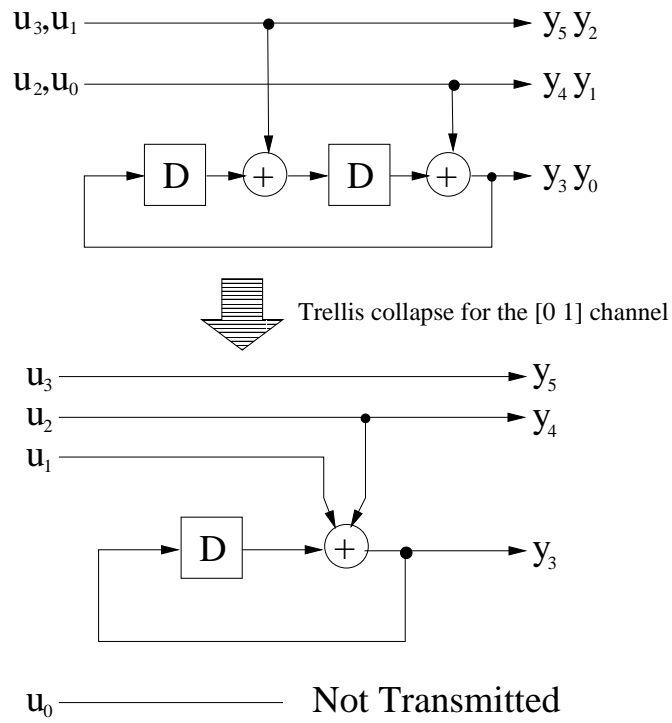 u₃,u₁ y₅ y₂
u₂,u₀ y₄ y₁
D + D + y₃ y₀
Trellis collapse for the [0 1] channel
u₃ y₅
u₂ y₄
u₁
D + y₃
u₀ Not Transmitted